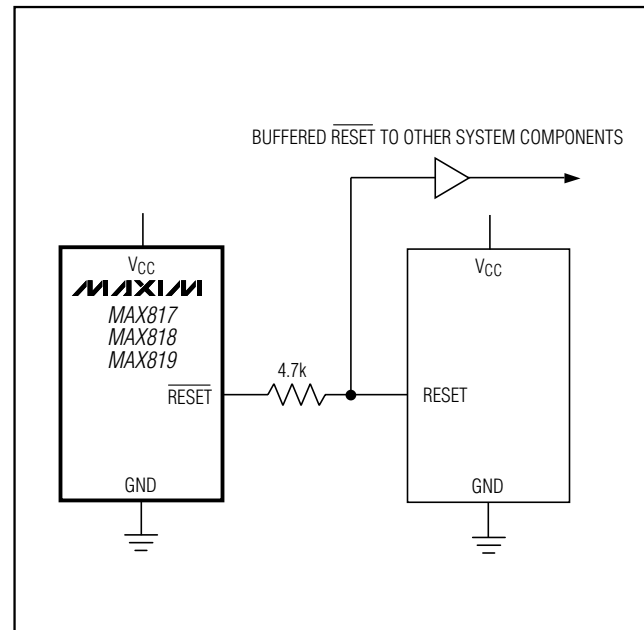 BUFFERED RESET TO OTHER SYSTEM COMPONENTS
VCC
MAXIM
MAX817
MAX818
MAX819
RESET
GND
4.7k
VCC
RESET
GND